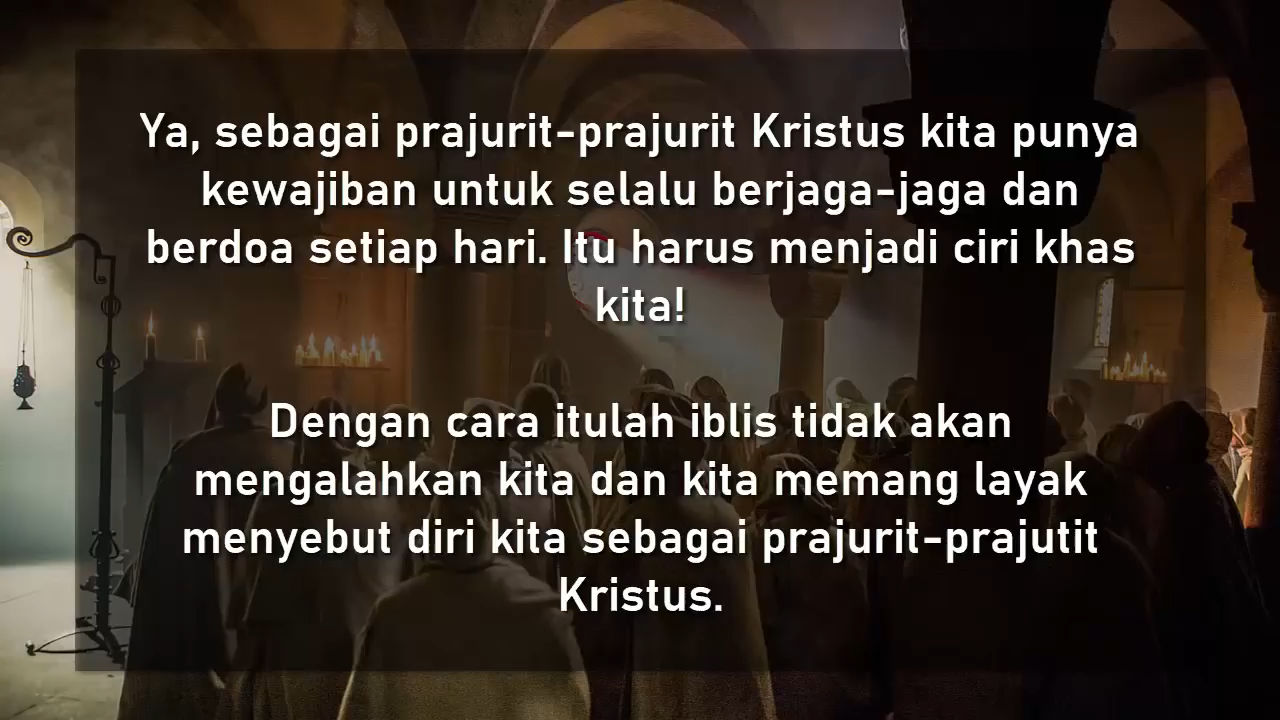 Ya, sebagai prajurit-prajurit Kristus kita punya
kewajiban untuk selalu berjaga-jaga dan
berdoa setiap hari. Itu harus menjadi ciri khas
kita!
Dengan cara itulah iblis tidak akan
mengalahkan kita dan kita memang layak
menyebut diri kita sebagai prajurit-prajutit
Kristus.